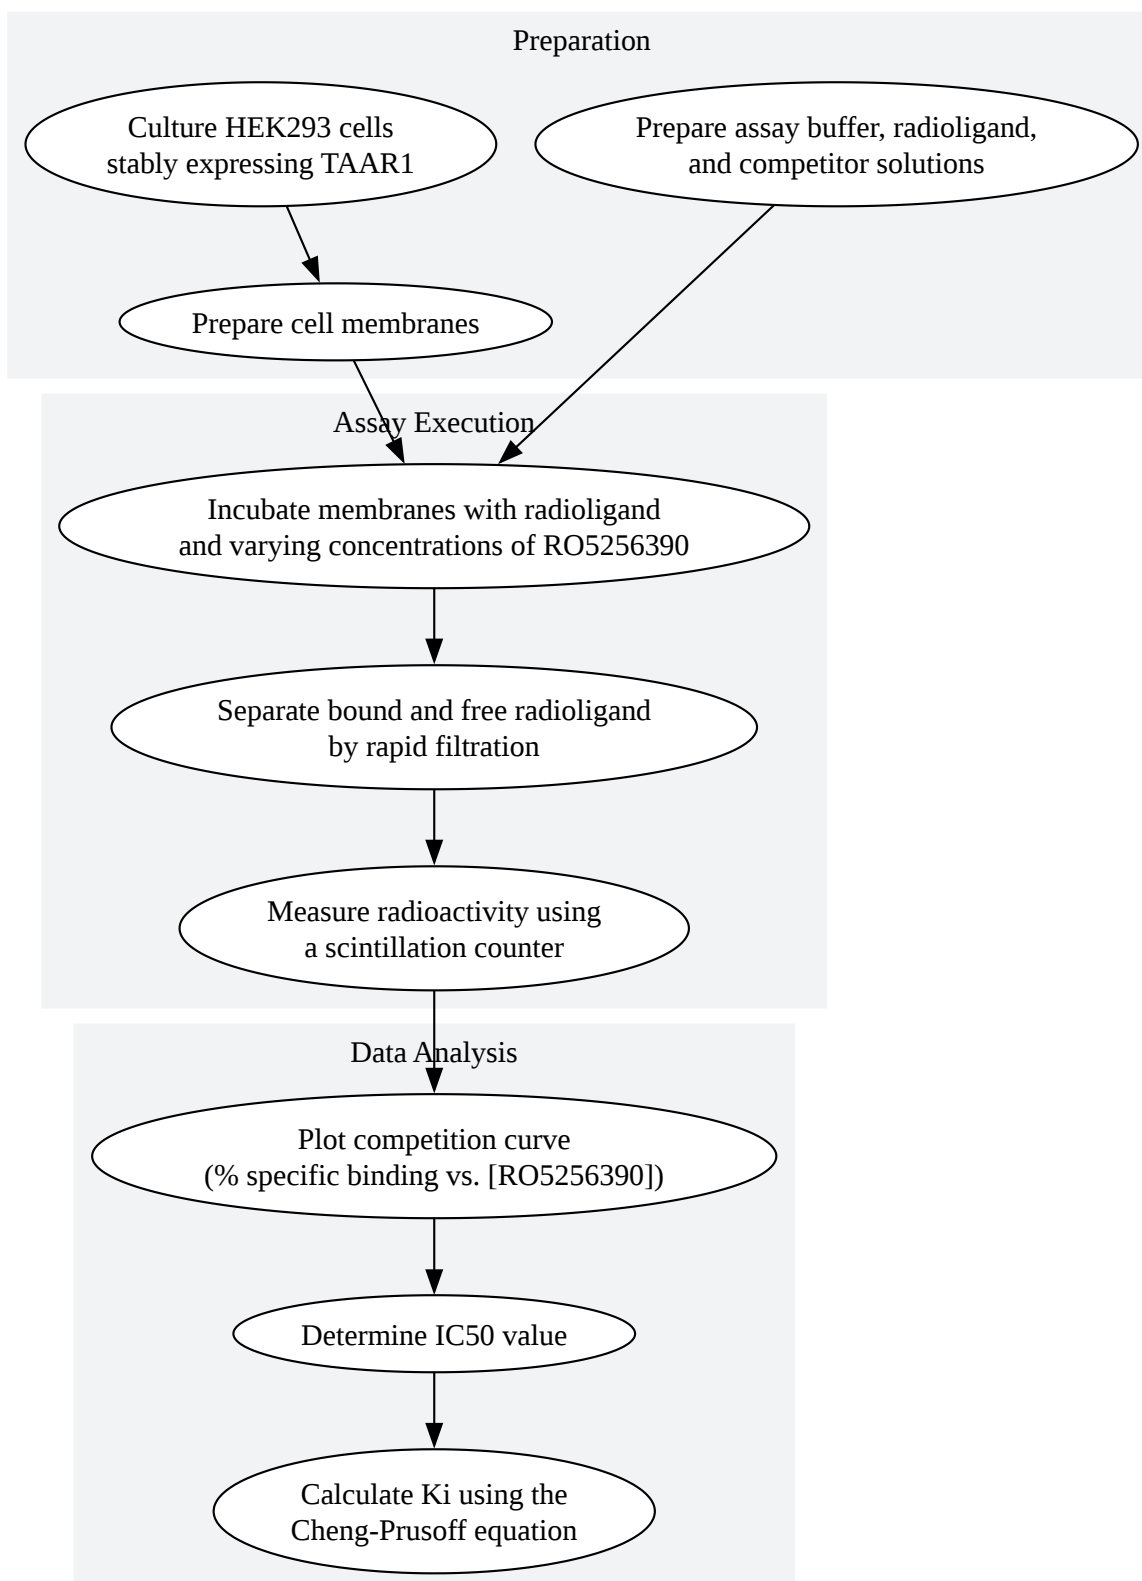 Preparation
Culture HEK293 cells
stably expressing TAAR1
Prepare assay buffer, radioligand,
and competitor solutions
Prepare cell membranes
Assay Execution
Incubate membranes with radioligand
and varying concentrations of RO5256390
Separate bound and free radioligand
by rapid filtration
Measure radioactivity using
a scintillation counter
Data Analysis
Plot competition curve
(% specific binding vs. [RO5256390])
Determine IC50 value
Calculate Ki using the
Cheng-Prusoff equation